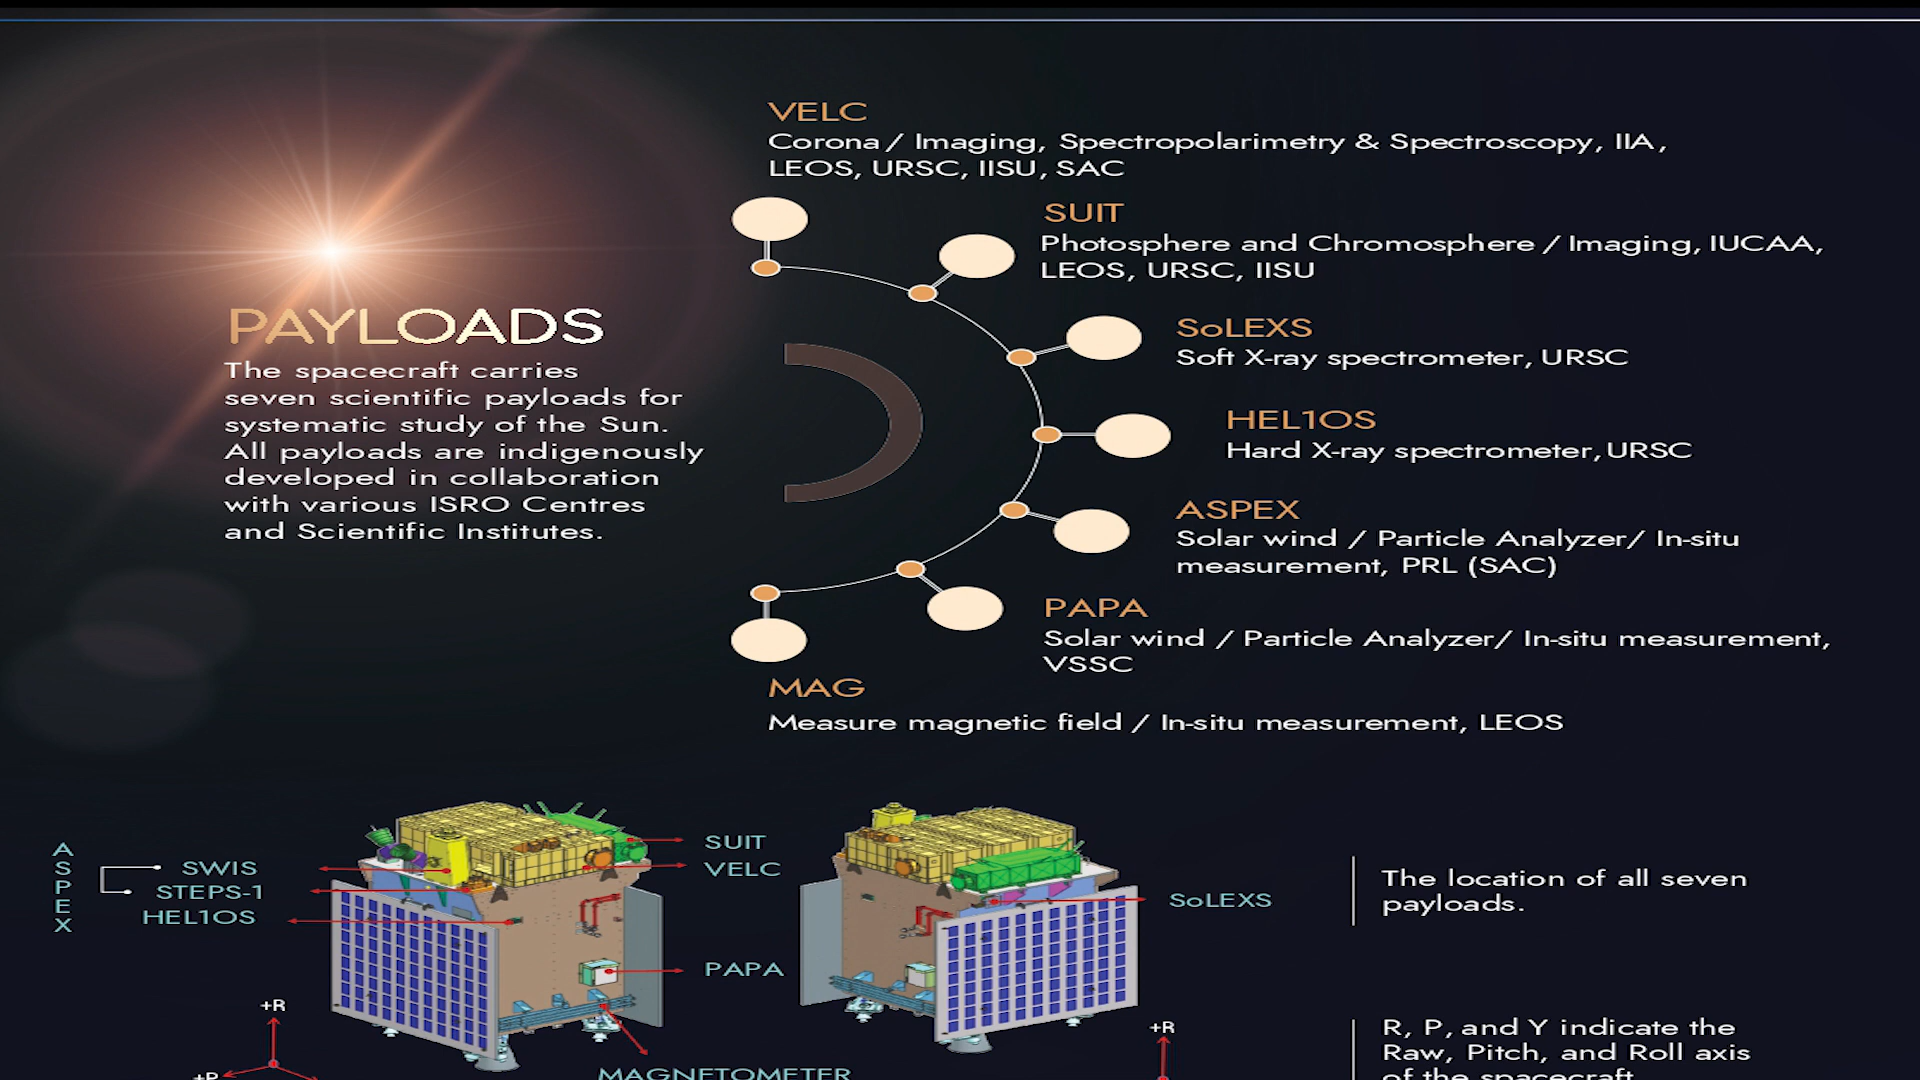 VELC
Corona / Imaging, Spectropolarimetry & Spectroscopy, IIA,
LEOS, URSC, IISU, SAC
SUIT
Photosphere and Chromosphere / Imaging, IUCAA,
LEOS, URSC, IISU
PAYLOADS
The spacecraft carries
seven scientific payloads for
systematic study of the Sun.
All payloads are indigenously
developed in collaboration
with various ISRO Centres
and Scientific Institutes.
SoLEXS
Soft X-ray spectrometer, URSC
HEL1OS
Hard X-ray spectrometer, URSC
ASPEX
Solar wind / Particle Analyzer/ In-situ
measurement, PRL (SAC)
PAPA
Solar wind / Particle Analyzer/ In-situ measurement,
VSSC
MAG
Measure magnetic field / In-situ measurement, LEOS
ASPEX
SWIS
STEPS-1
HEL1OS
SUIT
VELC
PAPA
MAGNETOMETER
+R
+P
SoLEXS
+R
The location of all seven
payloads.
R, P, and Y indicate the
Raw, Pitch, and Roll axis
of the spacecraft